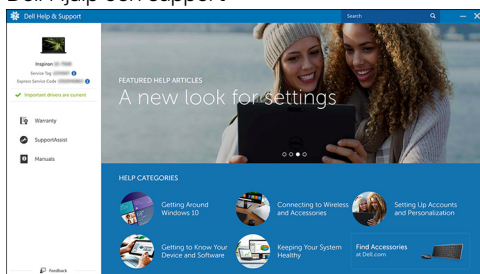 Dell Help & Support
Search
Inspiron
Service Tag
Express Service Code
Important drivers are current
Warranty
SupportAssist
Manuals
Feedback
FEATURED HELP ARTICLES
A new look for settings
HELP CATEGORIES
Getting Around
Windows 10
Connecting to Wireless
and Accessories
Setting Up Accounts
and Personalization
Getting to Know Your
Device and Software
Keeping Your System
Healthy
Find Accessories
at Dell.com